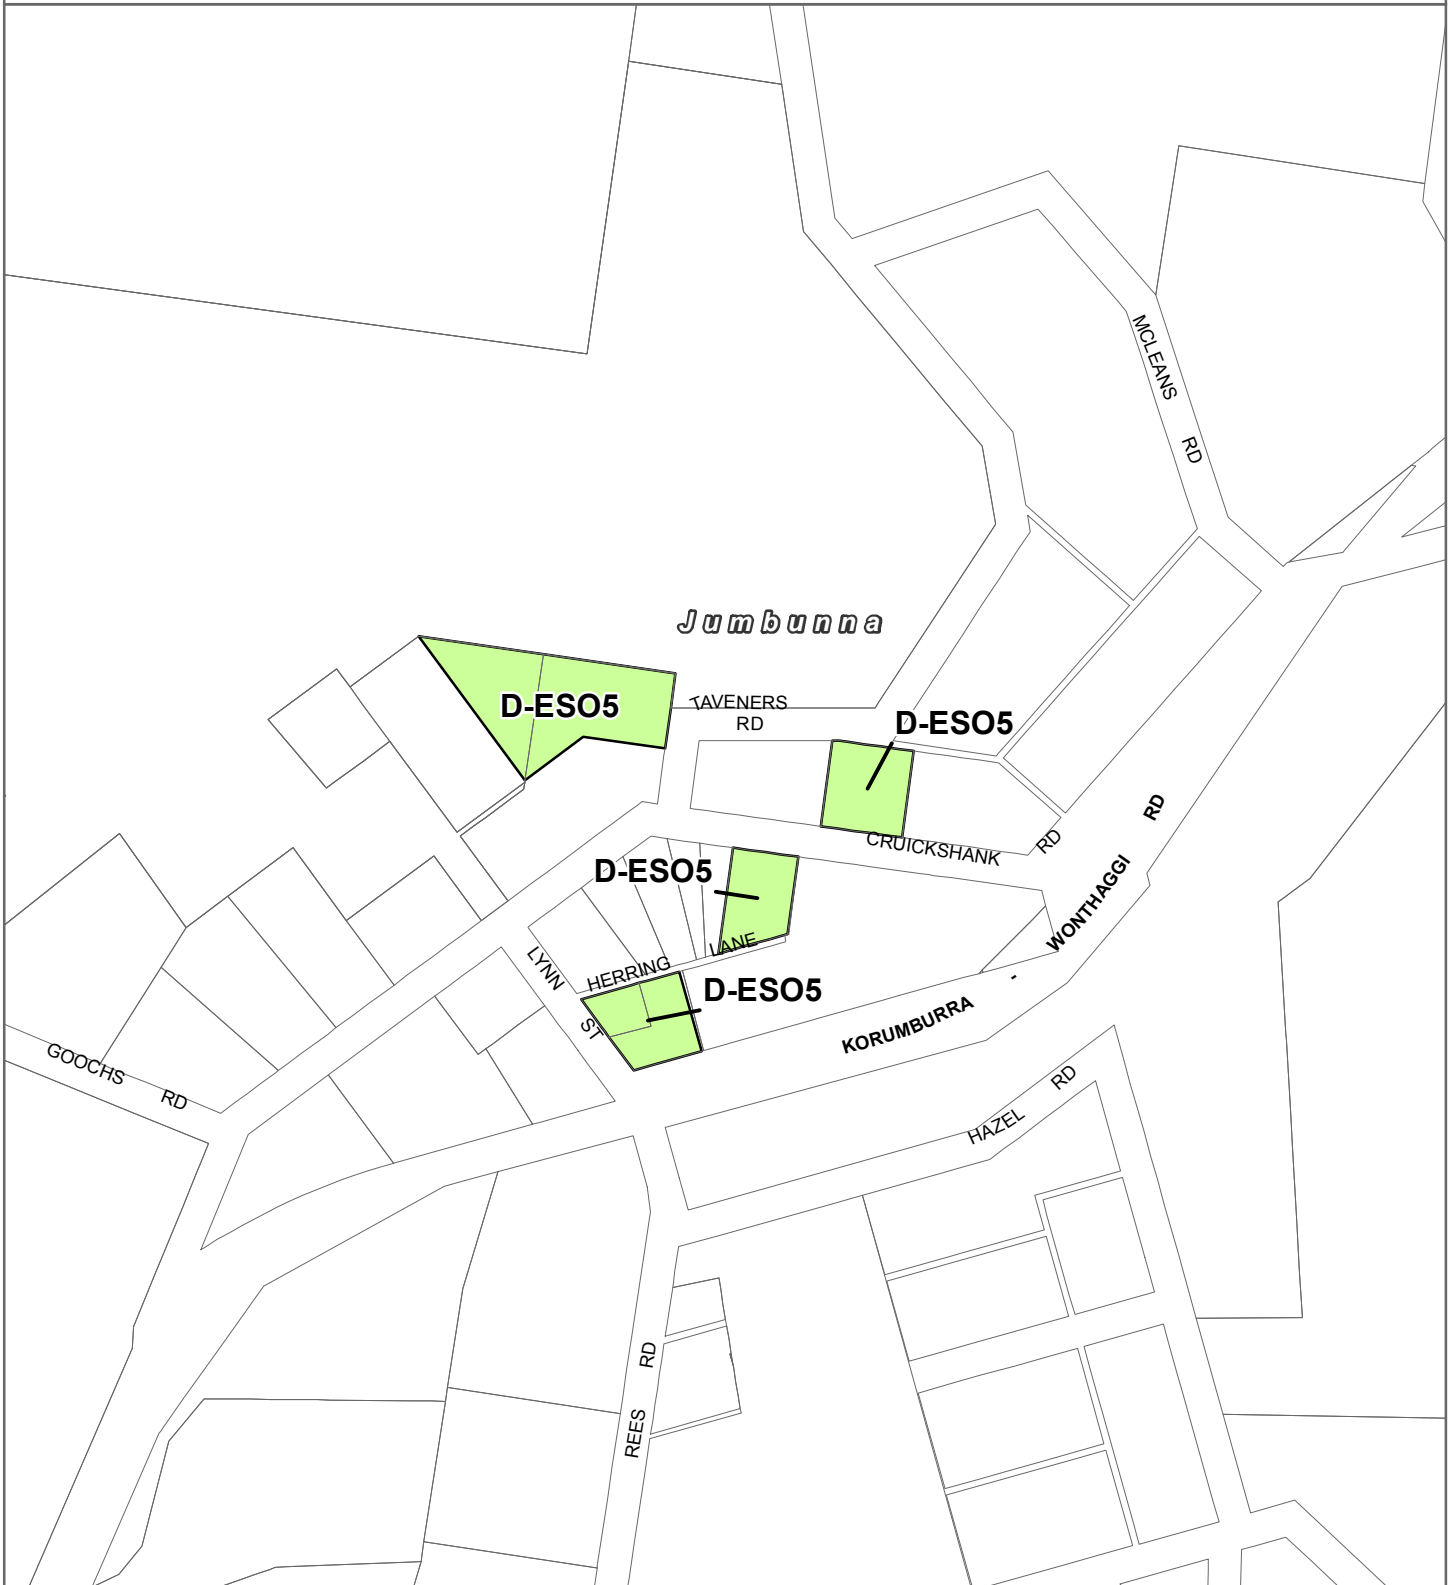 MCLEANS RD
Jumbunna
TAVENERS
RD
D-ESO5
D-ESO5
CRUICKSHANK RD
D-ESO5
LANE
HERRING
D-ESO5
LYNN ST
KORUMBURRA - WONTHAGGI RD
GOOCHS RD
HAZEL RD
REES RD